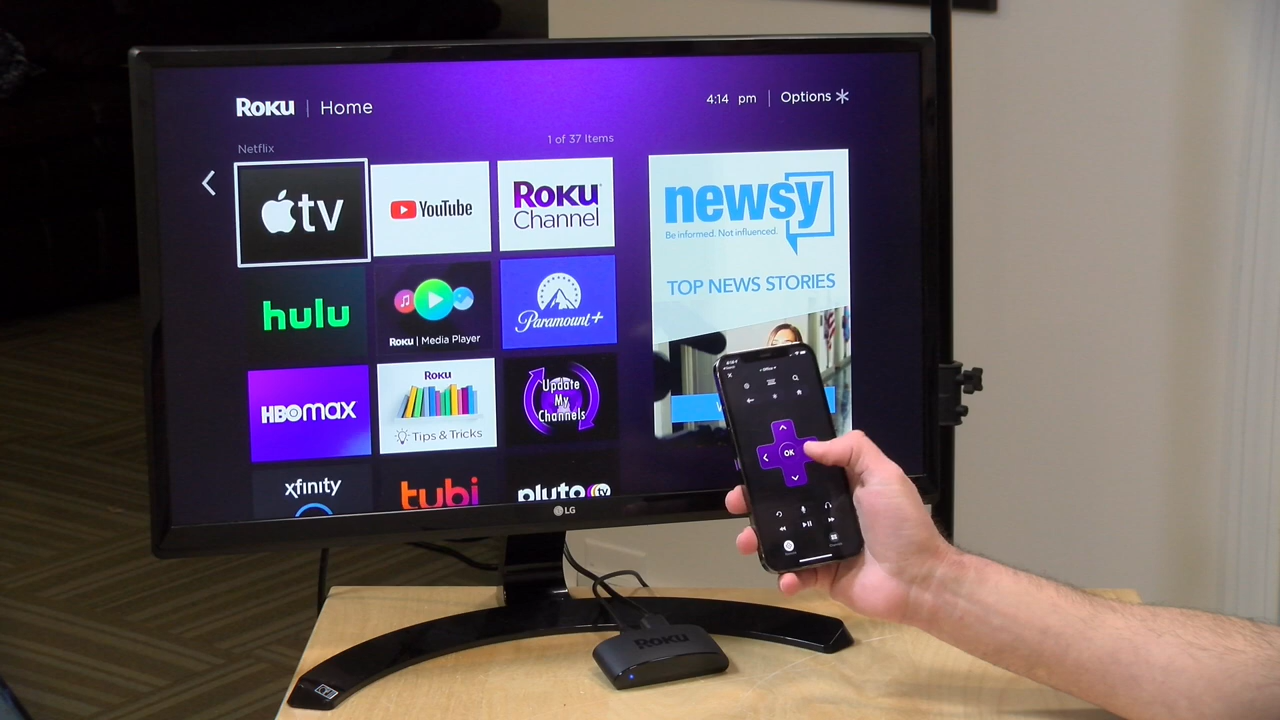 Roku | Home
4:14 pm | Options
1 of 37 Items
Netflix
tv
YouTube
Roku
Channel
newsy
Be informed. Not influenced.
TOP NEWS STORIES
hulu
Roku | Media Player
Paramount+
HBOmax
Roku
Tips & Tricks
Update
My
Channels
xfinity
tubi
pluto tv
LG
OK
Roku